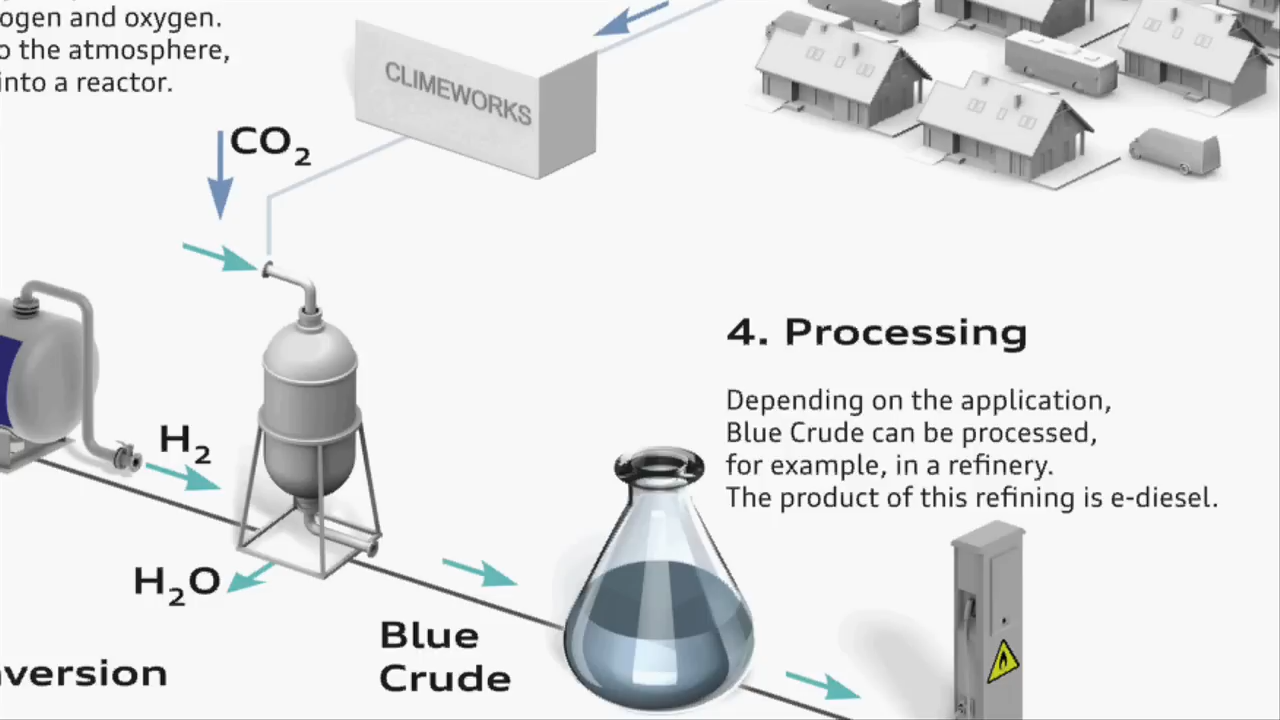 ogen and oxygen.
o the atmosphere,
into a reactor.
CLIMEWORKS
CO₂
4. Processing
Depending on the application,
Blue Crude can be processed,
for example, in a refinery.
The product of this refining is e-diesel.
H₂
H₂O
Blue
Crude
version